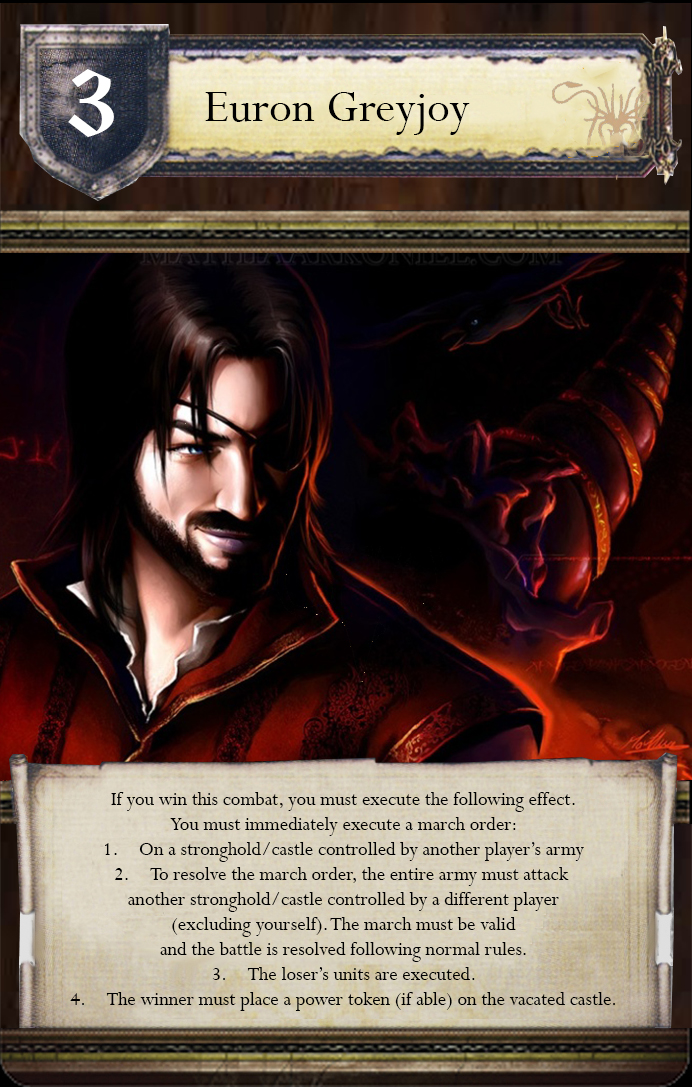 3
Euron Greyjoy
If you win this combat, you must execute the following effect.
You must immediately execute a march order:
1. On a stronghold/castle controlled by another player's army
2. To resolve the march order, the entire army must attack
another stronghold/castle controlled by a different player
(excluding yourself). The march must be valid
and the battle is resolved following normal rules.
3. The loser's units are executed.
4. The winner must place a power token (if able) on the vacated castle.